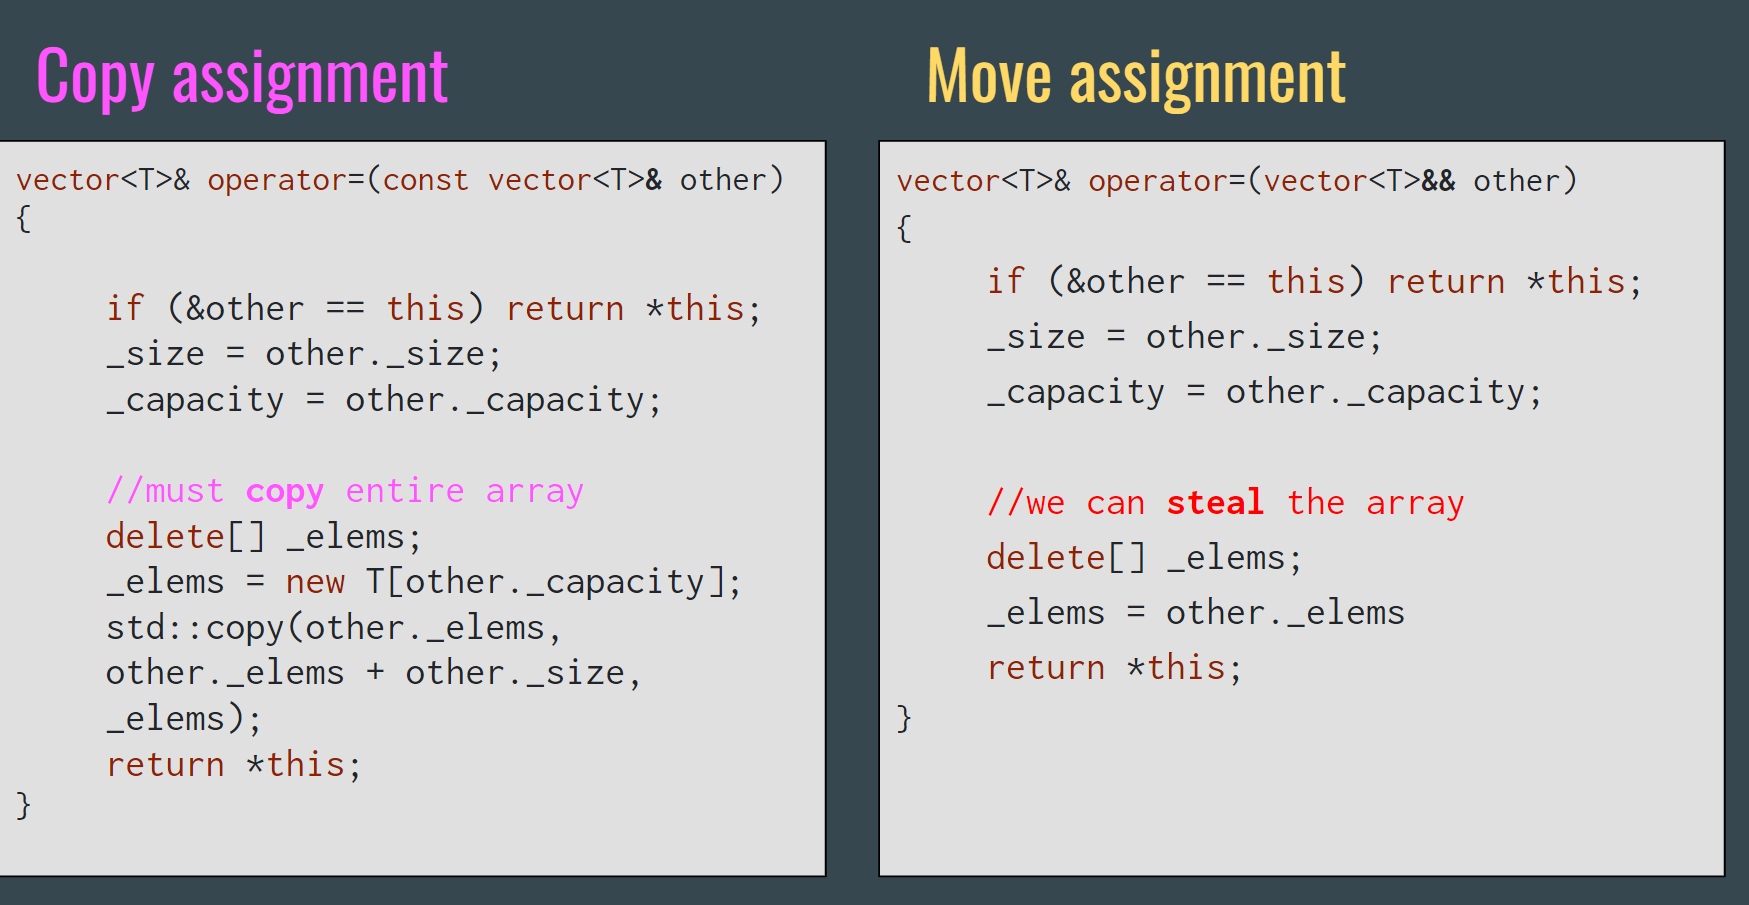 Copy assignment
vector<T>& operator=(const vector<T>& other)
{
if (&other == this) return *this;
_size = other._size;
_capacity = other._capacity;
//must copy entire array
delete[] _elems;
_elems = new T[other._capacity];
std::copy(other._elems,
other._elems + other._size,
_elems);
return *this;
}
Move assignment
vector<T>& operator=(vector<T>&& other)
{
if (&other == this) return *this;
_size = other._size;
_capacity = other._capacity;
//we can steal the array
delete[] _elems;
_elems = other._elems
return *this;
}